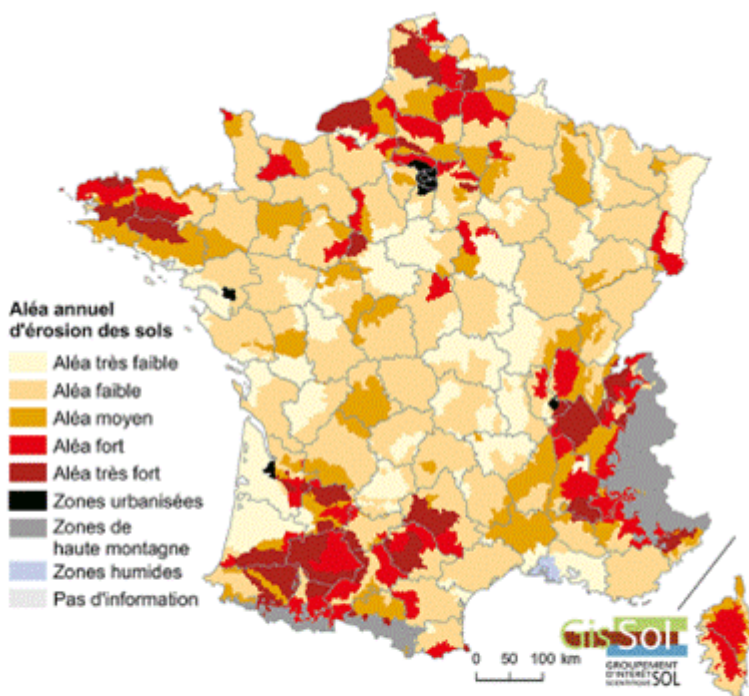 Aléa annuel
d'érosion des sols
Aléa très faible
Aléa faible
Aléa moyen
Aléa fort
Aléa très fort
Zones urbanisées
Zones de
haute montagne
Zones humides
Pas d'information
0 50 100 km
GisSol
GROUPEMENT
D'INTÉRÊT
SCIENTIFIQUE SOL